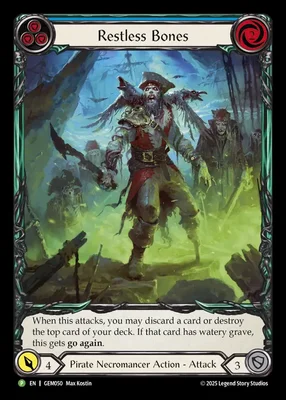 Restless Bones
When this attacks, you may discard a card or destroy
the top card of your deck. If that card has watery grave,
this gets go again.
4 Pirate Necromancer Action - Attack 3
P EN | GEM050 Max Kostin © 2025 Legend Story Studios